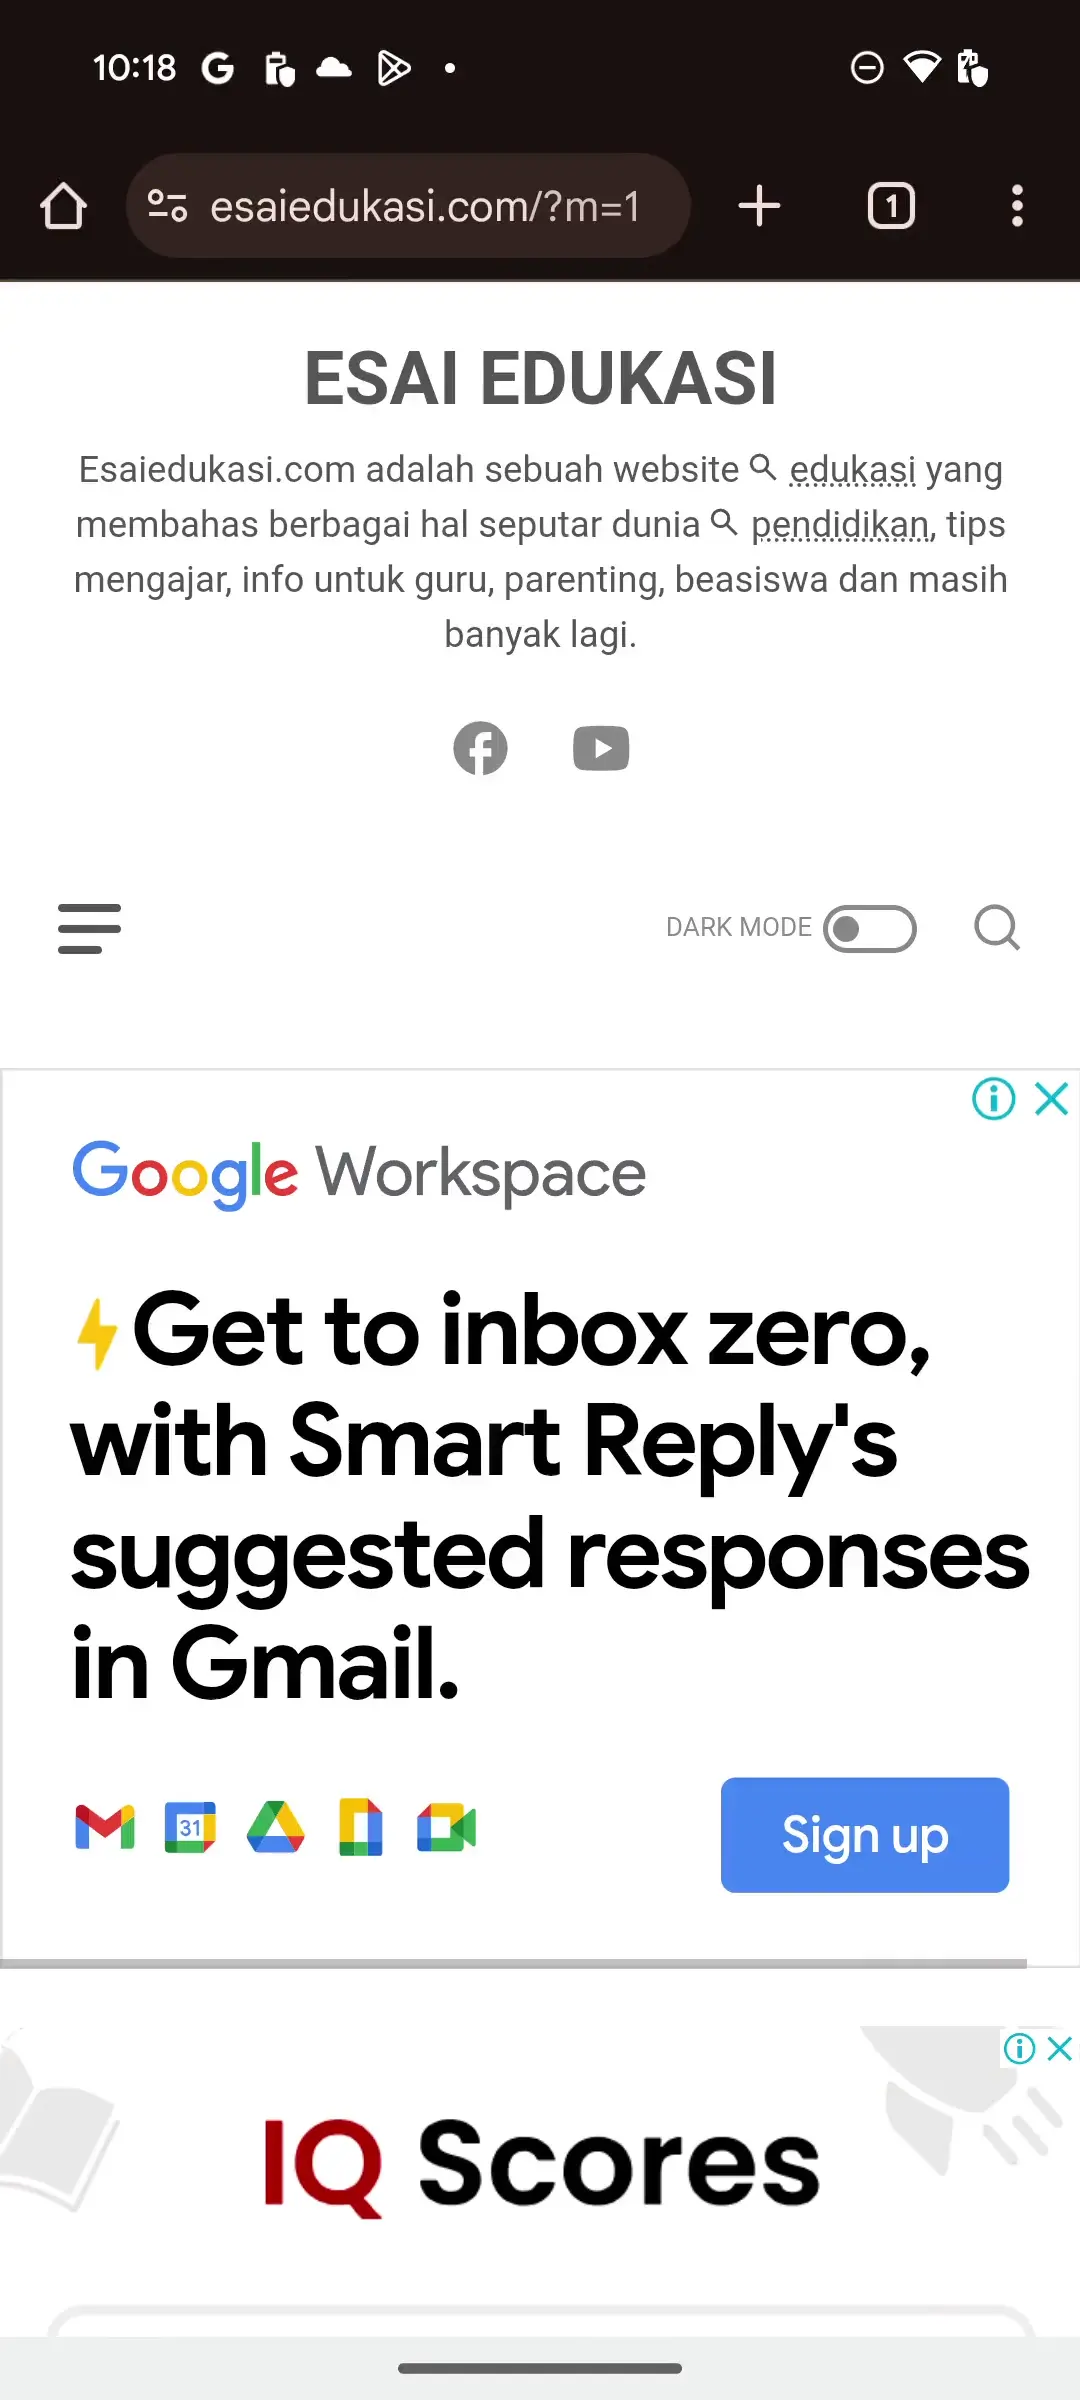 10:18
esaiedukasi.com/?m=1
1
ESAI EDUKASI
Esaiedukasi.com adalah sebuah website edukasi yang
membahas berbagai hal seputar dunia pendidikan, tips
mengajar, info untuk guru, parenting, beasiswa dan masih
banyak lagi.
DARK MODE
Google Workspace
Get to inbox zero,
with Smart Reply's
suggested responses
in Gmail.
31
Sign up
IQ Scores